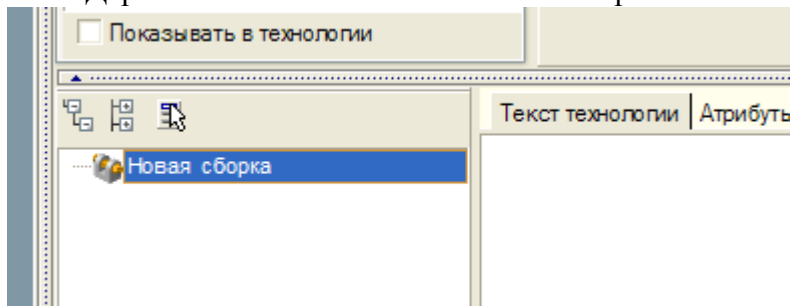 Показывать в технологии
Текст технологии Атрибуты
Новая сборка